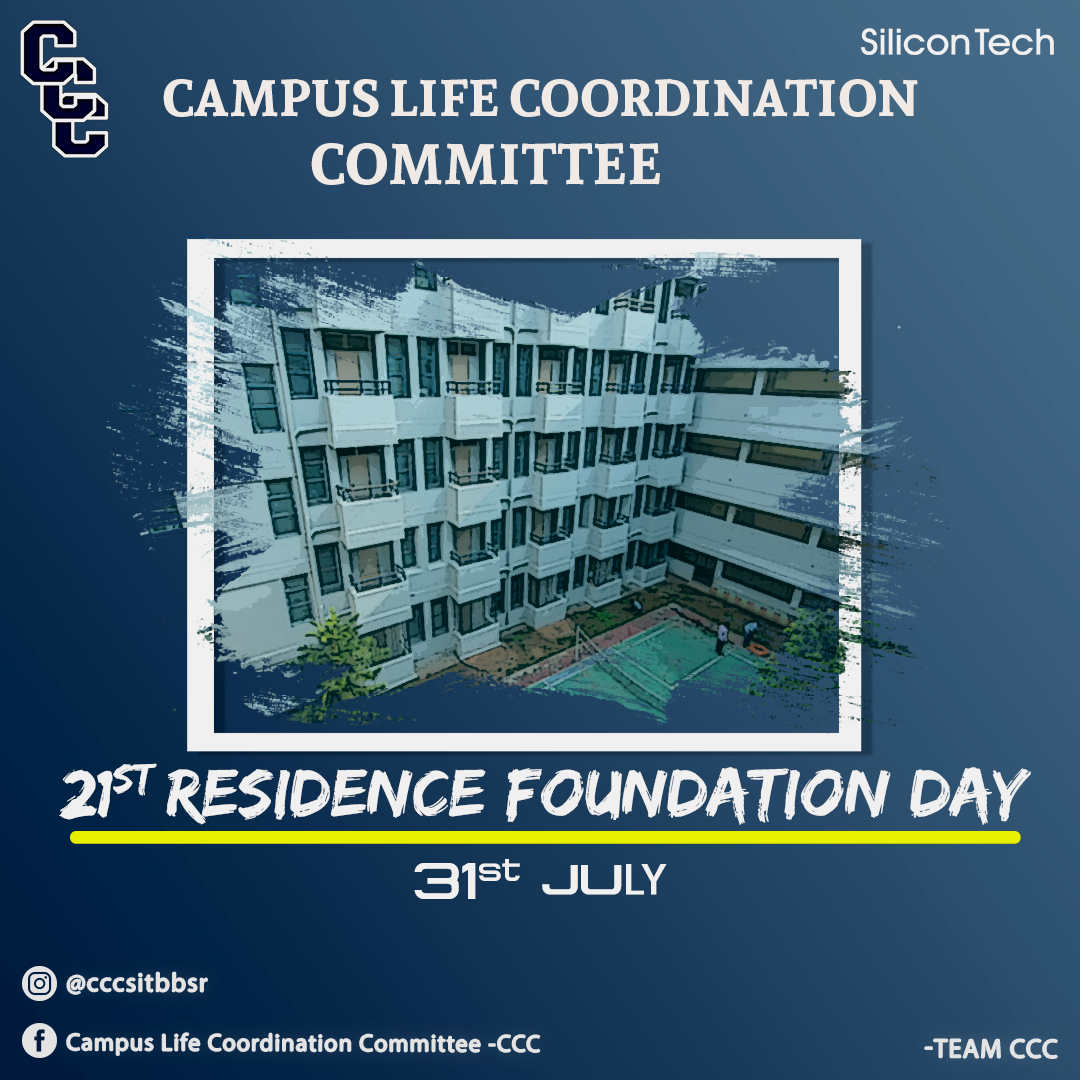 CCC
SiliconTech
CAMPUS LIFE COORDINATION
COMMITTEE
21ST RESIDENCE FOUNDATION DAY
31st JULY
@cccsitbbsr
Campus Life Coordination Committee -CCC
-TEAM CCC